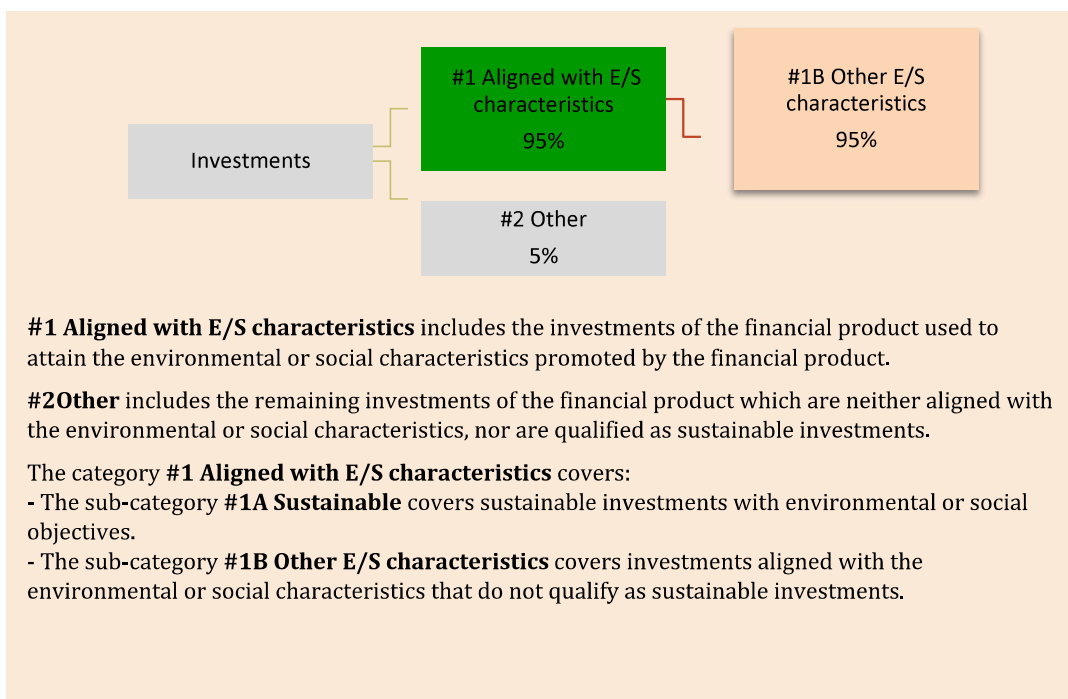 #1 Aligned with E/S
characteristics
95%
#1B Other E/S
characteristics
95%
Investments
#2 Other
5%
#1 Aligned with E/S characteristics includes the investments of the financial product used to
attain the environmental or social characteristics promoted by the financial product.
#2Other includes the remaining investments of the financial product which are neither aligned with
the environmental or social characteristics, nor are qualified as sustainable investments.
The category #1 Aligned with E/S characteristics covers:
- The sub-category #1A Sustainable covers sustainable investments with environmental or social
objectives.
- The sub-category #1B Other E/S characteristics covers investments aligned with the
environmental or social characteristics that do not qualify as sustainable investments.